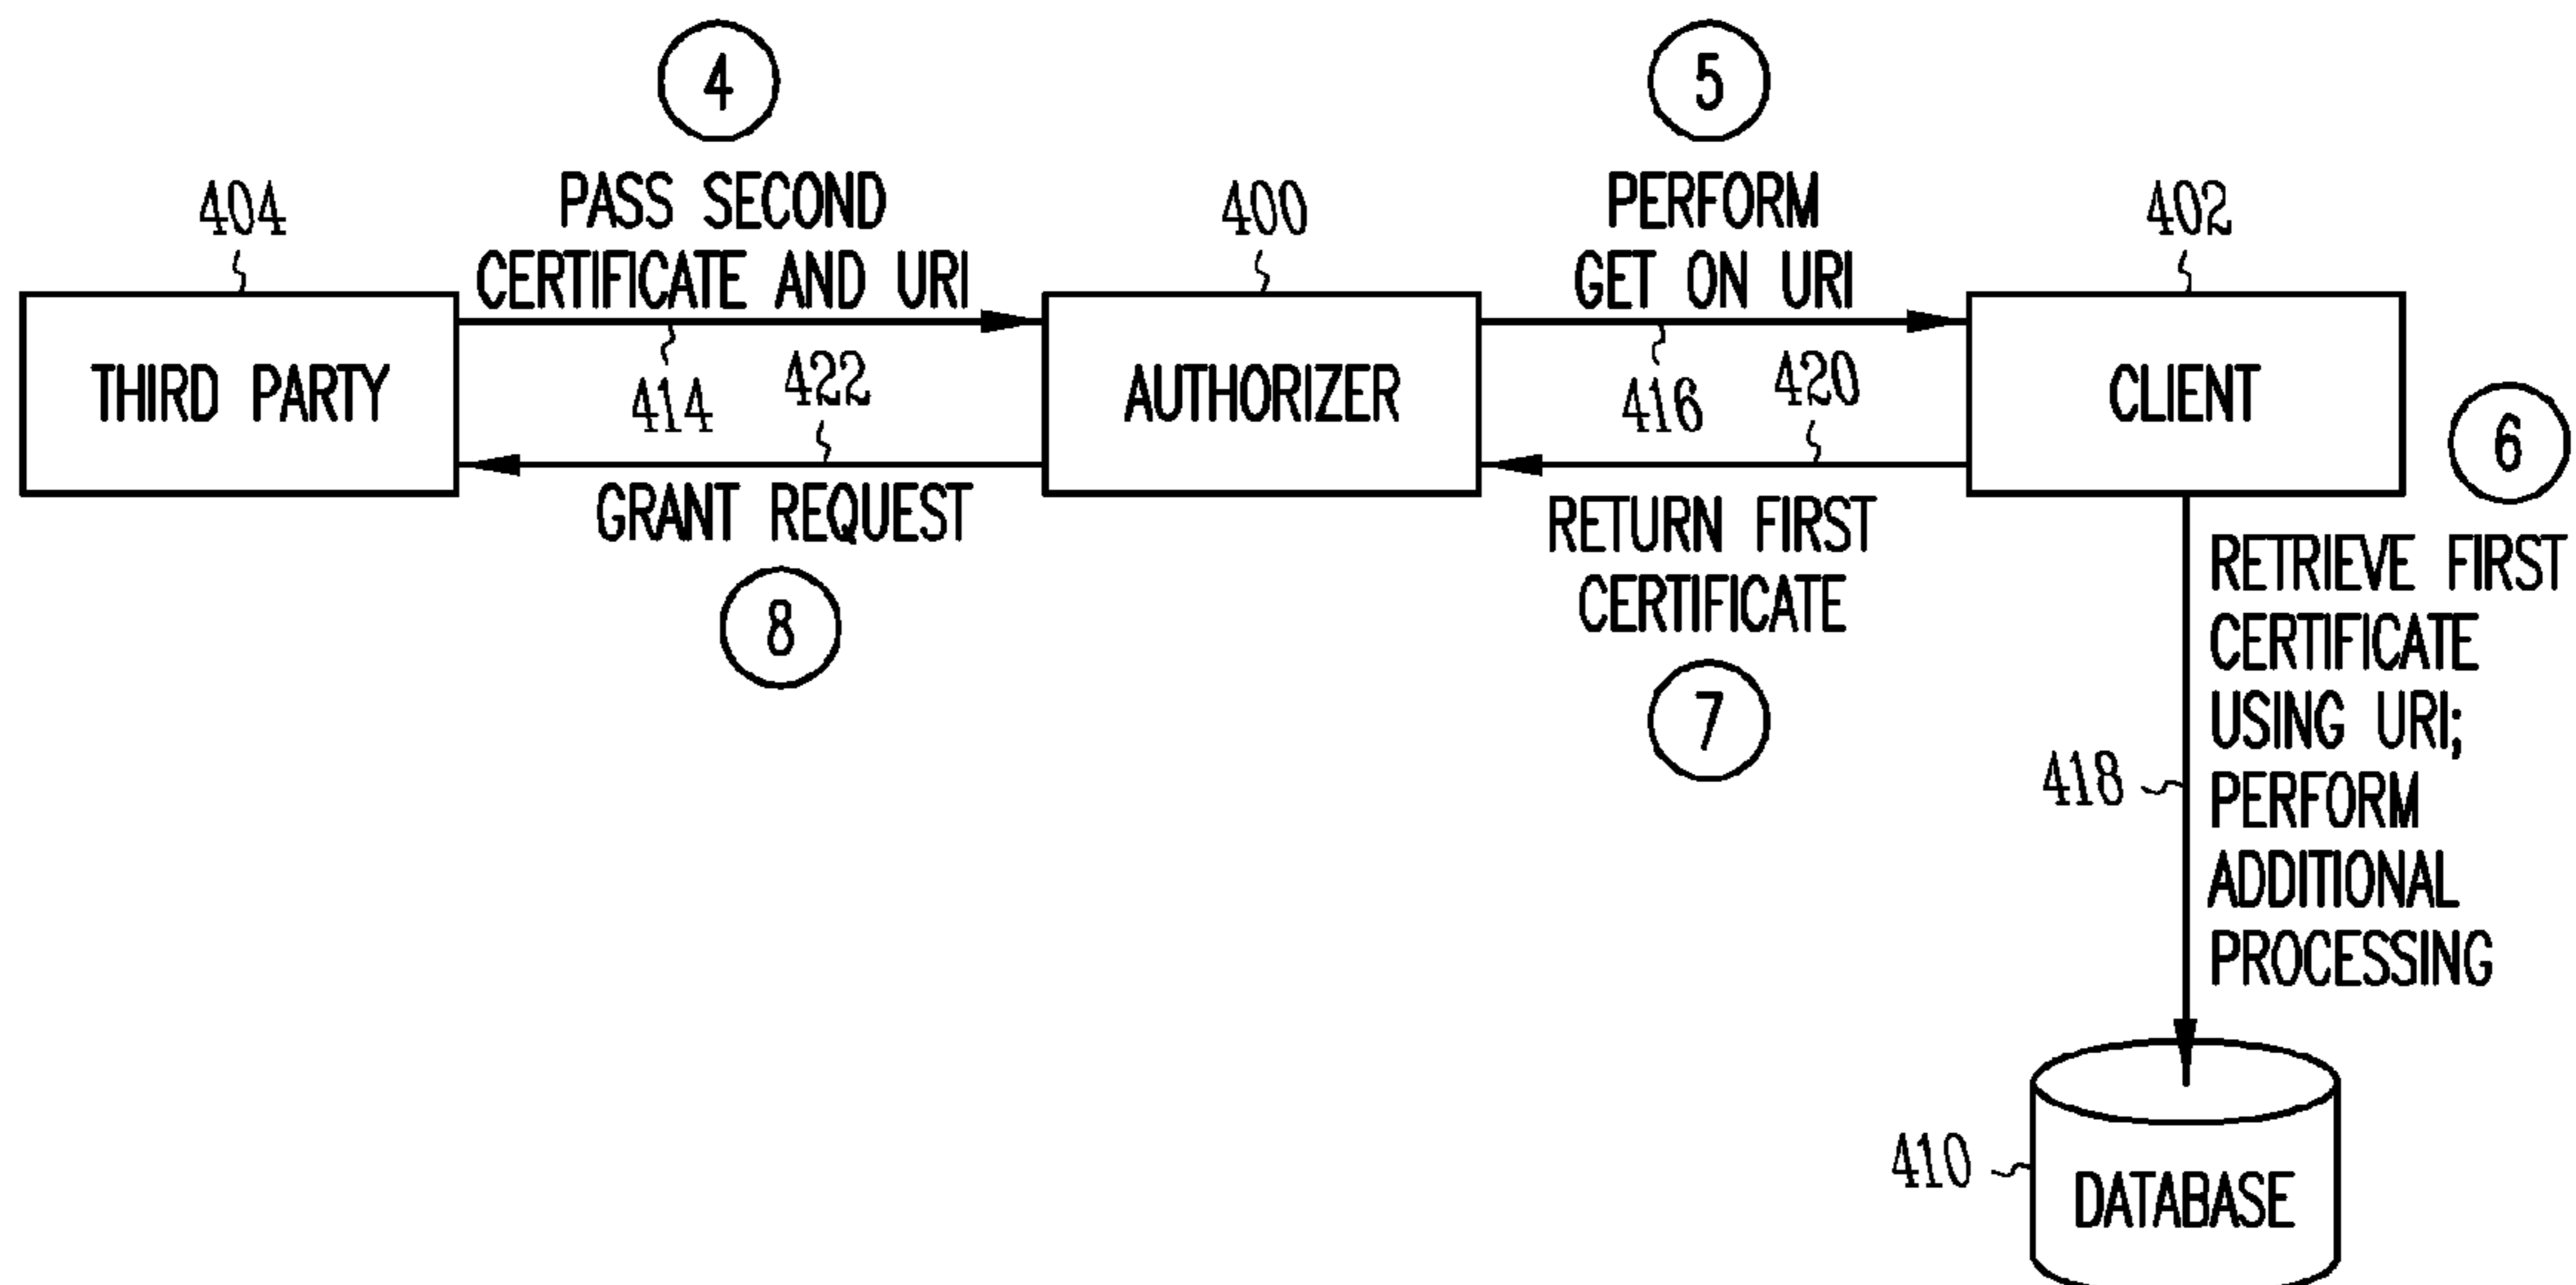 4
5
PASS SECOND
CERTIFICATE AND URI
PERFORM
GET ON URI
404
400
402
THIRD PARTY
AUTHORIZER
CLIENT
414
422
416
420
6
GRANT REQUEST
8
RETURN FIRST
CERTIFICATE
7
RETRIEVE FIRST
CERTIFICATE
USING URI;
PERFORM
ADDITIONAL
PROCESSING
418
410
DATABASE